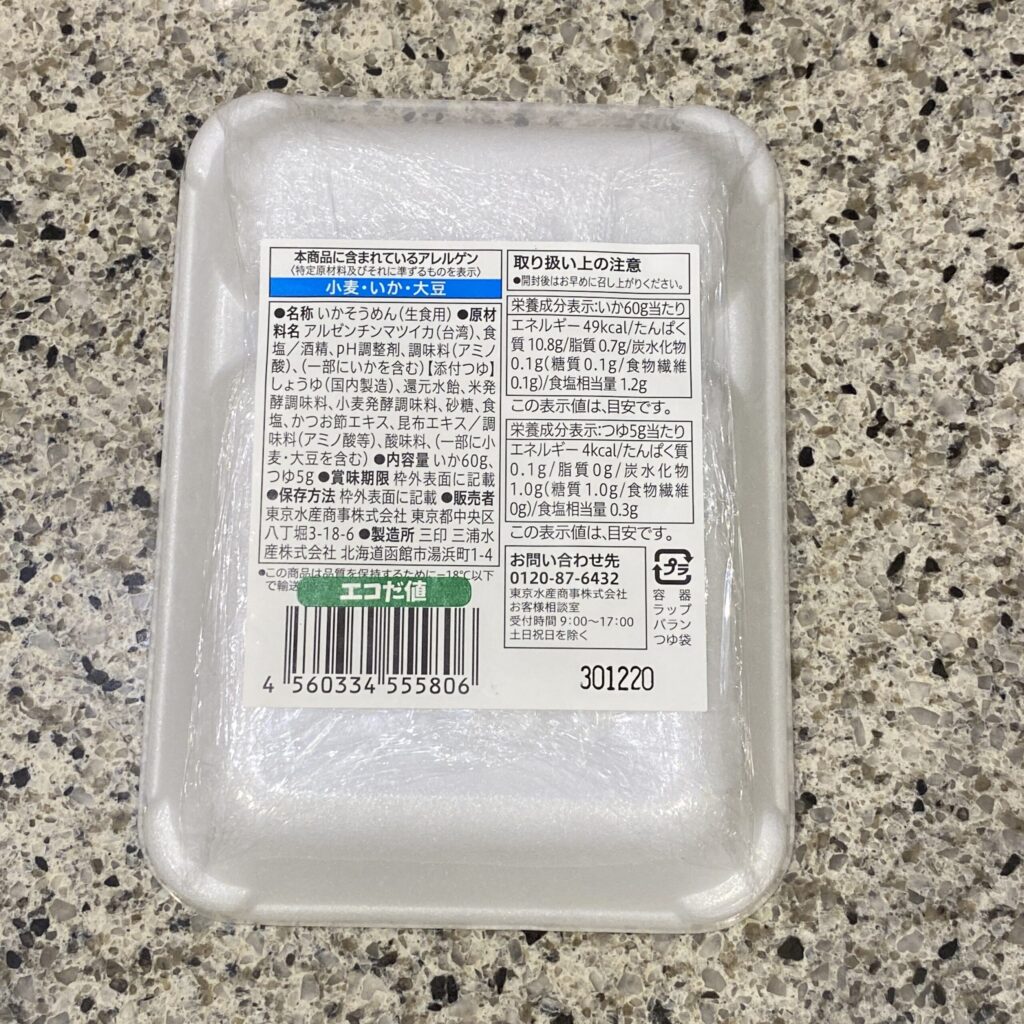 本商品に含まれているアレルゲン
〈特定原材料及びそれに準ずるものを表示〉
小麦・いか・大豆
●名称 いかそうめん(生食用) ●原材
料名 アルゼンチンマツイカ(台湾)、食
塩／酒精、pH調整剤、調味料(アミノ
酸)、(一部にいかを含む)【添付つゆ】
しょうゆ(国内製造)、還元水飴、米発
酵調味料、小麦発酵調味料、砂糖、食
塩、かつお節エキス、昆布エキス／調
味料(アミノ酸等)、酸味料、(一部に小
麦・大豆を含む) ●内容量 いか60g、
つゆ5g ●賞味期限 枠外表面に記載
●保存方法 枠外表面に記載 ●販売者
東京水産商事株式会社 東京都中央区
八丁堀3-18-6 ●製造所 三印 三浦水
産株式会社 北海道函館市湯浜町1-4
●この商品は品質を保持するために−18℃以下
で輸送
エコだ値
4 560334 555806
取り扱い上の注意
●開封後はお早めに召し上がりください。
栄養成分表示:いか60g当たり
エネルギー 49kcal/たんぱく
質 10.8g/脂質 0.7g/炭水化物
0.1g(糖質 0.1g/食物繊維
0.1g)/食塩相当量 1.2g
この表示値は、目安です。
栄養成分表示:つゆ5g当たり
エネルギー 4kcal/たんぱく質
0.1g/脂質 0g/炭水化物
1.0g(糖質 1.0g/食物繊維
0g)/食塩相当量 0.3g
この表示値は、目安です。
お問い合わせ先
0120-87-6432
東京水産商事株式会社
お客様相談室
受付時間 9:00〜17:00
土日祝日を除く
プラ
容器
ラップ
バラン
つゆ袋
301220